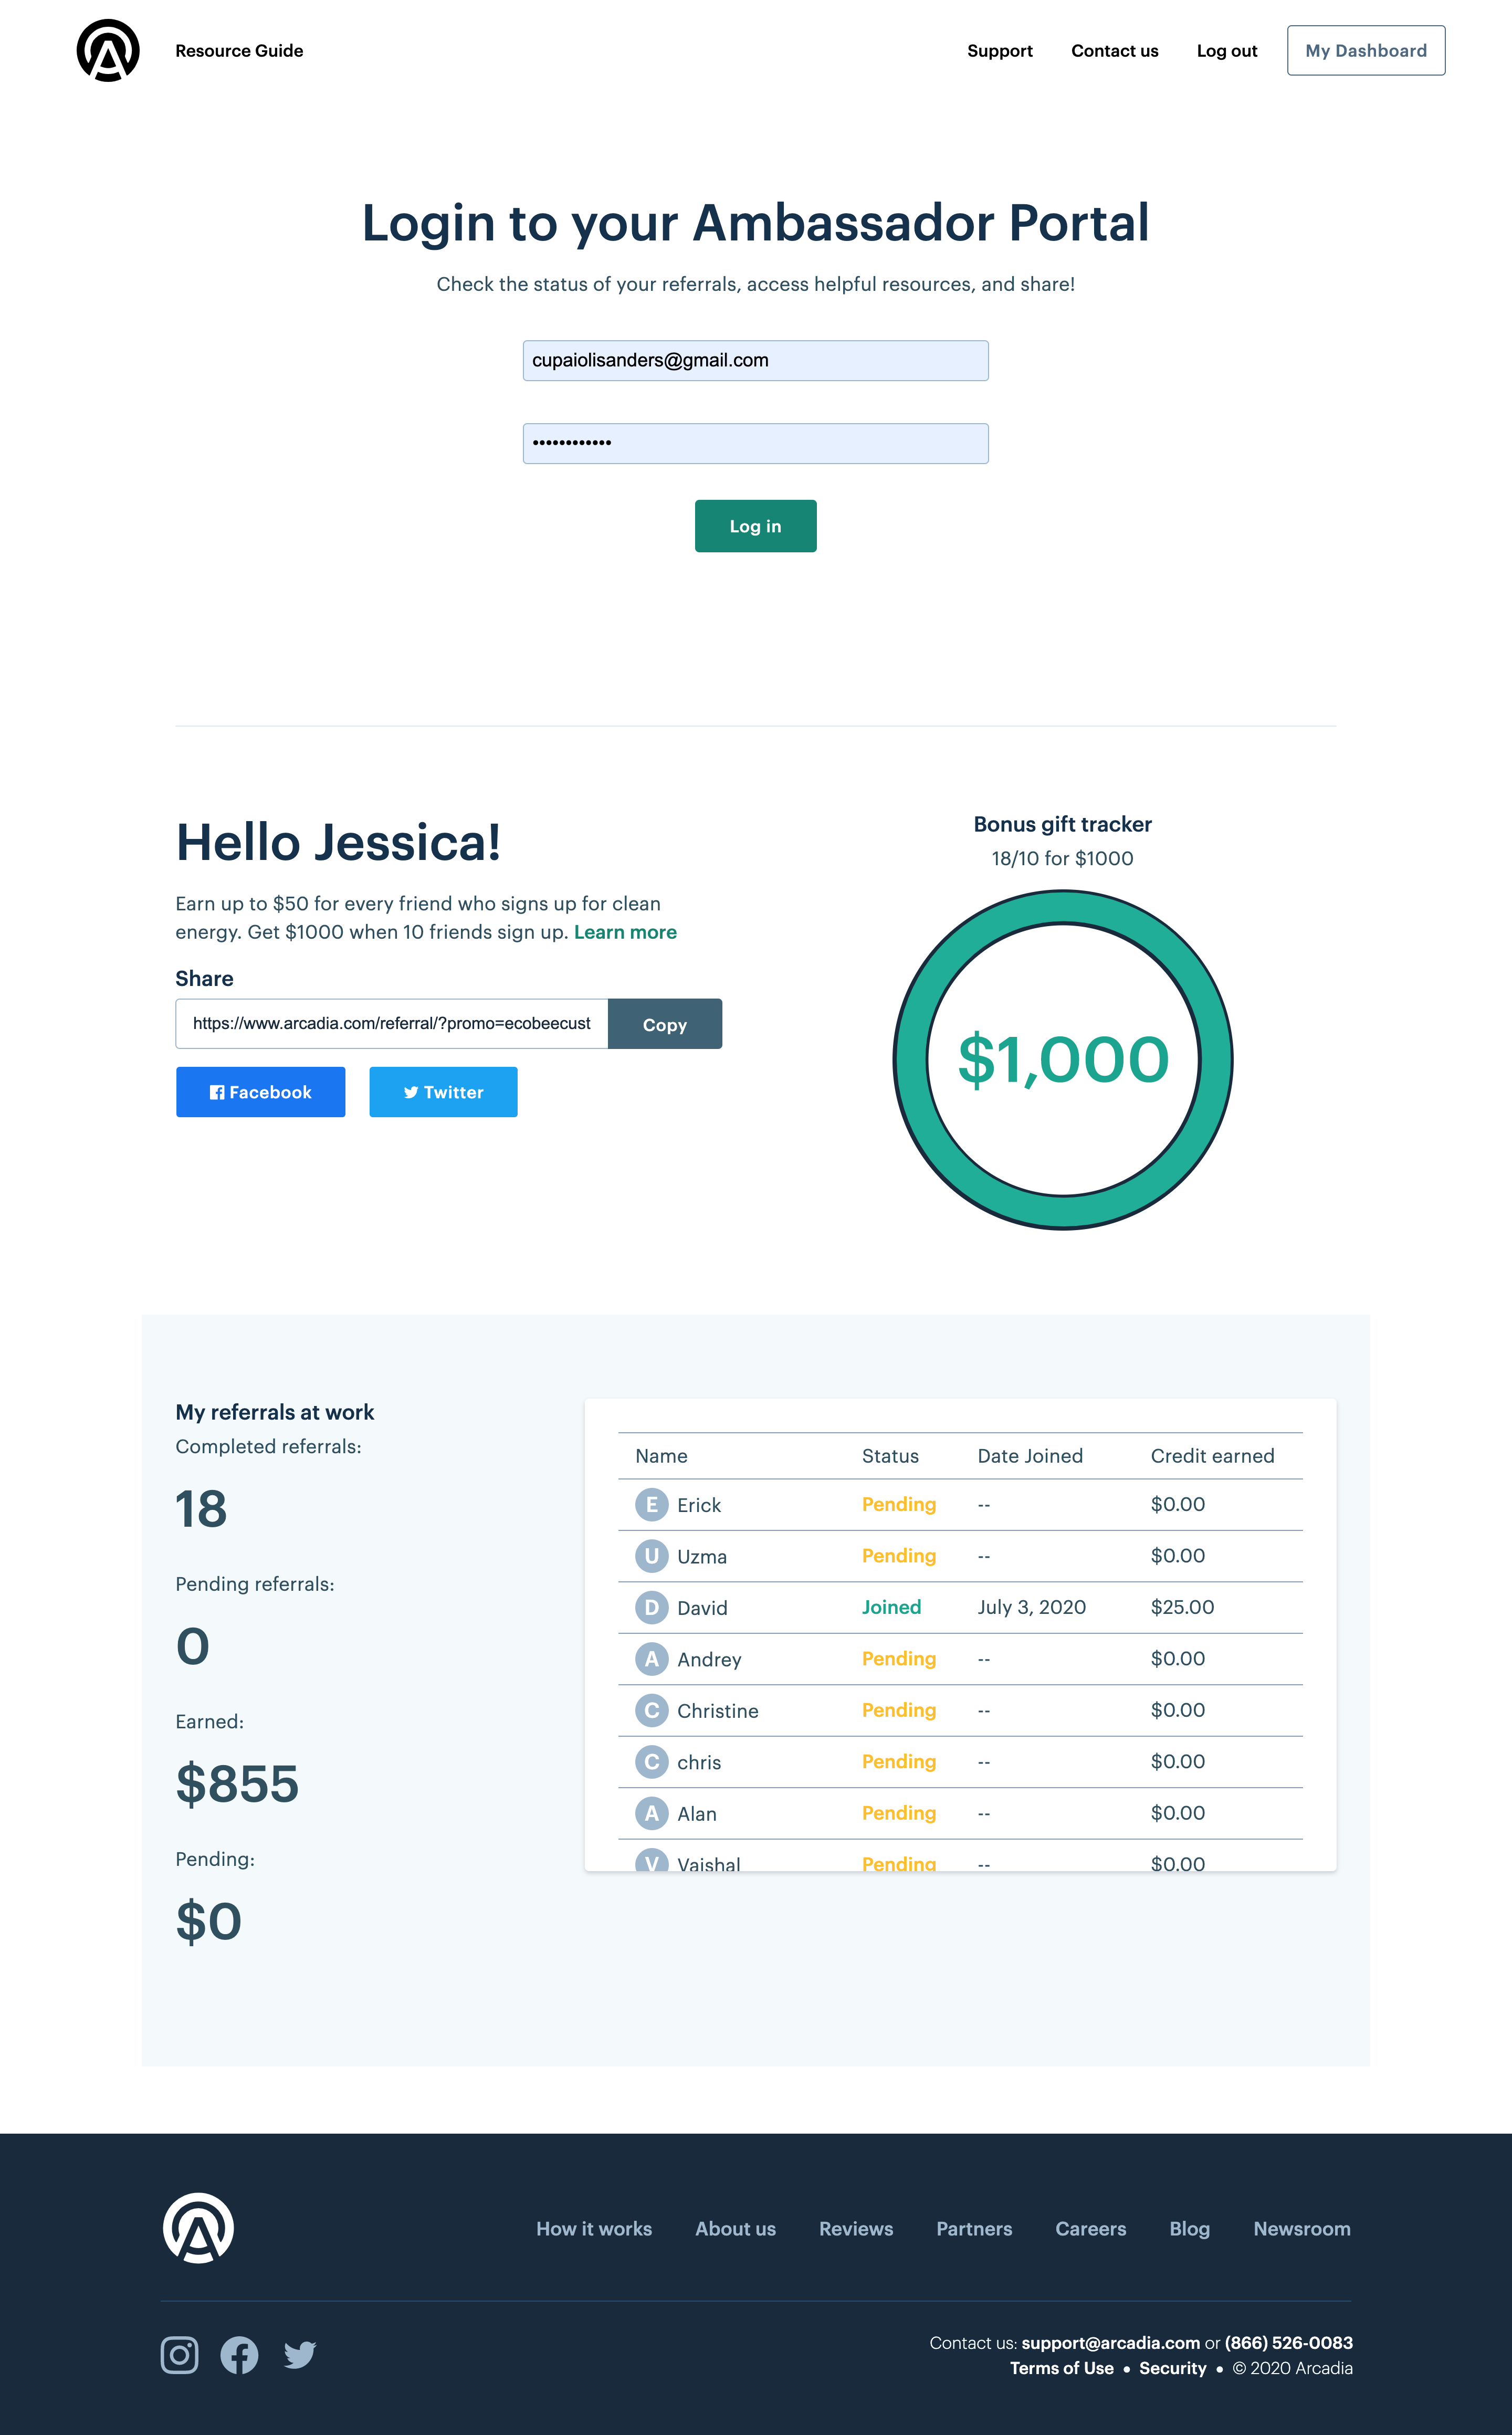 Resource Guide
Support
Contact us
Log out
My Dashboard
Login to your Ambassador Portal
Check the status of your referrals, access helpful resources, and share!
cupaiolisanders@gmail.com
••••••••••••
Log in
Hello Jessica!
Earn up to $50 for every friend who signs up for clean
energy. Get $1000 when 10 friends sign up. Learn more
Share
https://www.arcadia.com/referral/?promo=ecobeecust
Copy
Facebook
Twitter
Bonus gift tracker
18/10 for $1000
$1,000
My referrals at work
Completed referrals:
18
Pending referrals:
0
Earned:
$855
Pending:
$0
Name Status Date Joined Credit earned
E Erick Pending -- $0.00
U Uzma Pending -- $0.00
D David Joined July 3, 2020 $25.00
A Andrey Pending -- $0.00
C Christine Pending -- $0.00
C chris Pending -- $0.00
A Alan Pending -- $0.00
V Vaishal Pending -- $0.00
How it works
About us
Reviews
Partners
Careers
Blog
Newsroom
Contact us: support@arcadia.com or (866) 526-0083
Terms of Use • Security • © 2020 Arcadia